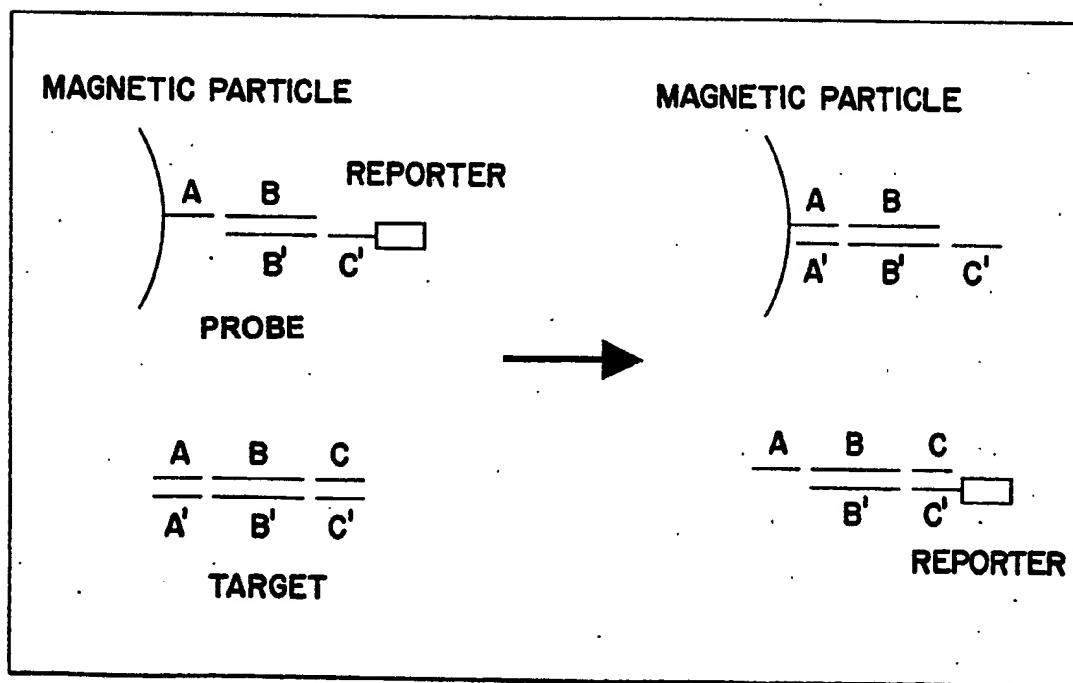 MAGNETIC PARTICLE
A B REPORTER
B' C'
PROBE
A B C
A' B' C'
TARGET
MAGNETIC PARTICLE
A B
A' B' C'
A B C
B' C'
REPORTER